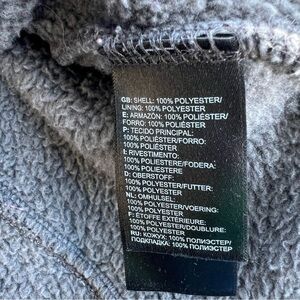 GB: SHELL: 100% POLYESTER/
LINING: 100% POLYESTER
E: ARMAZÓN: 100% POLIÉSTER/
FORRO: 100% POLIÉSTER
P: TECIDO PRINCIPAL:
100% POLIÉSTER/FORRO:
100% POLIÉSTER
I: RIVESTIMENTO:
100% POLIESTERE/FODERA:
100% POLIESTERE
D: OBERSTOFF:
100% POLYESTER/FUTTER:
100% POLYESTER
NL: OMHULSEL:
100% POLYESTER/VOERING:
100% POLYESTER
F: ÉTOFFE EXTÉRIEURE:
100% POLYESTER/DOUBLURE:
100% POLYESTER
RU: КОЖУХ: 100% ПОЛИЭСТЕР/
ПОДКЛАДКА: 100% ПОЛИЭСТЕР